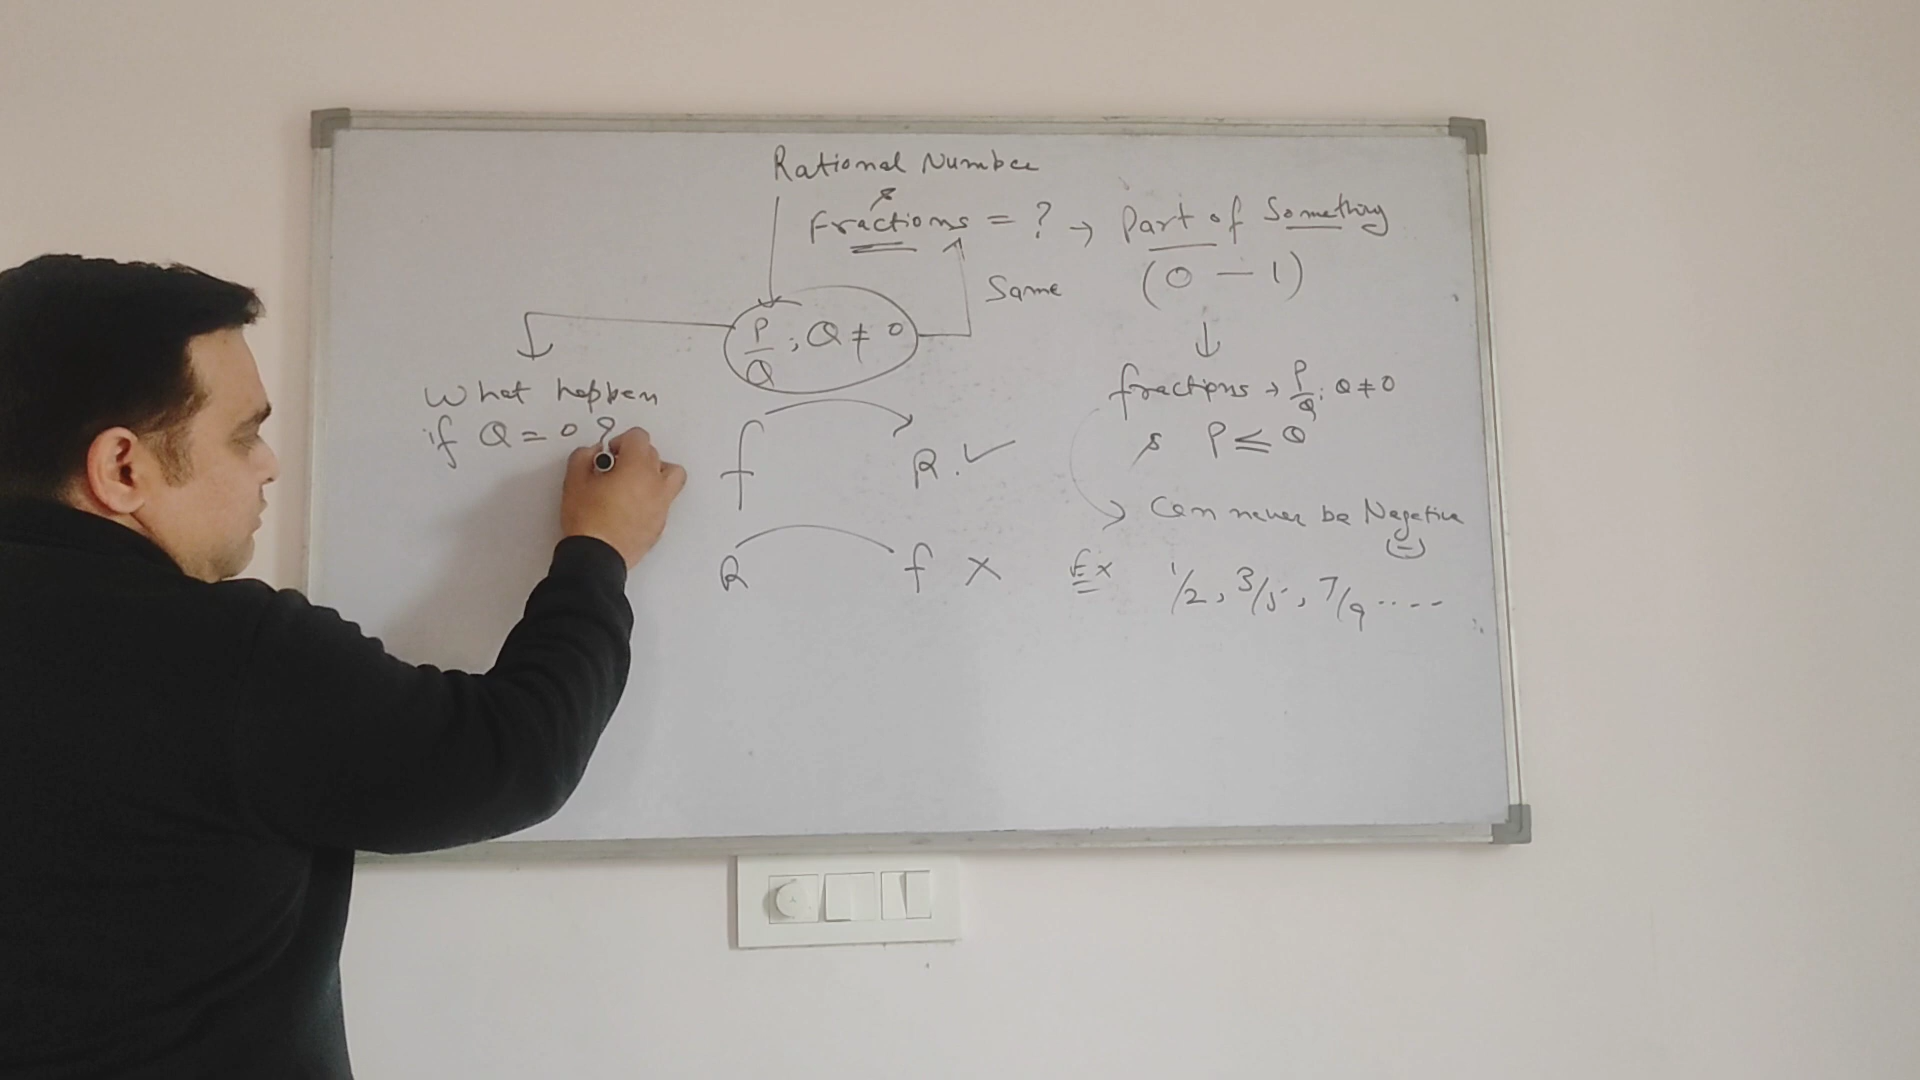 Rational Number
&
fractions = ? → Part of Something
(0 — 1)
Same
P/Q ; Q ≠ 0
What happen
if Q = 0 ?
fractions → P/Q ; Q ≠ 0
& P ≤ Q
f R. ✓
Can never be Negative
(-)
R f ×
Ex 1/2, 3/5, 7/9 ....